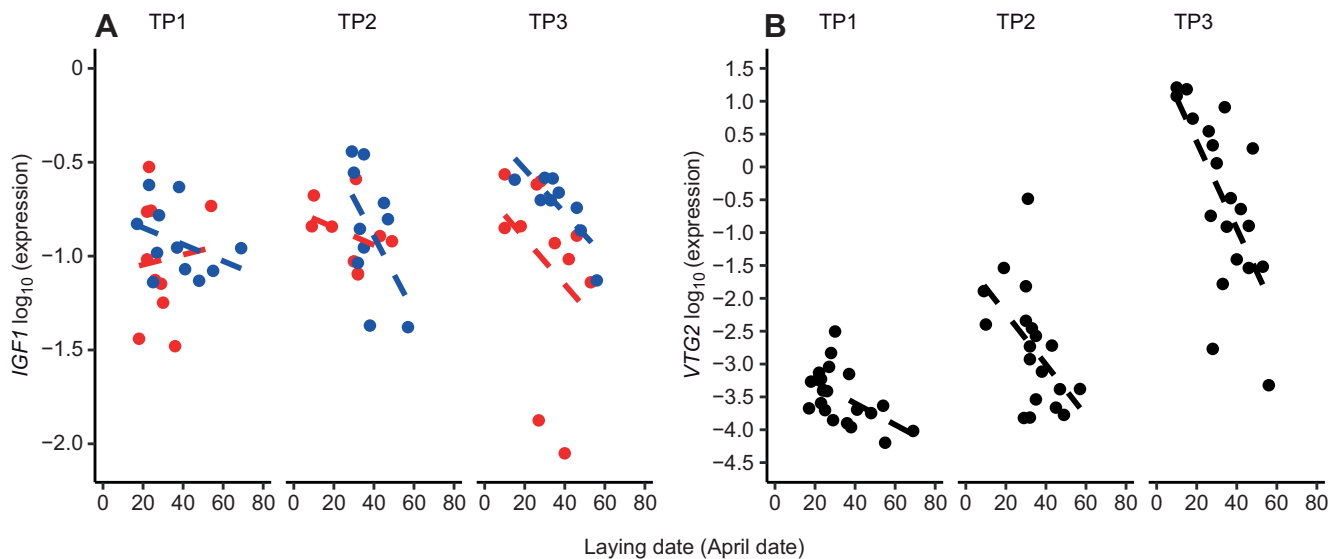 A TP1 TP2 TP3
0
−0.5
−1.0
−1.5
−2.0
IGF1 log10 (expression)
0 20 40 60 80 0 20 40 60 80 0 20 40 60 80
B TP1 TP2 TP3
1.5
1.0
0.5
0
−0.5
−1.0
−1.5
−2.0
−2.5
−3.0
−3.5
−4.0
−4.5
VTG2 log10 (expression)
0 20 40 60 80 0 20 40 60 80 0 20 40 60 80
Laying date (April date)